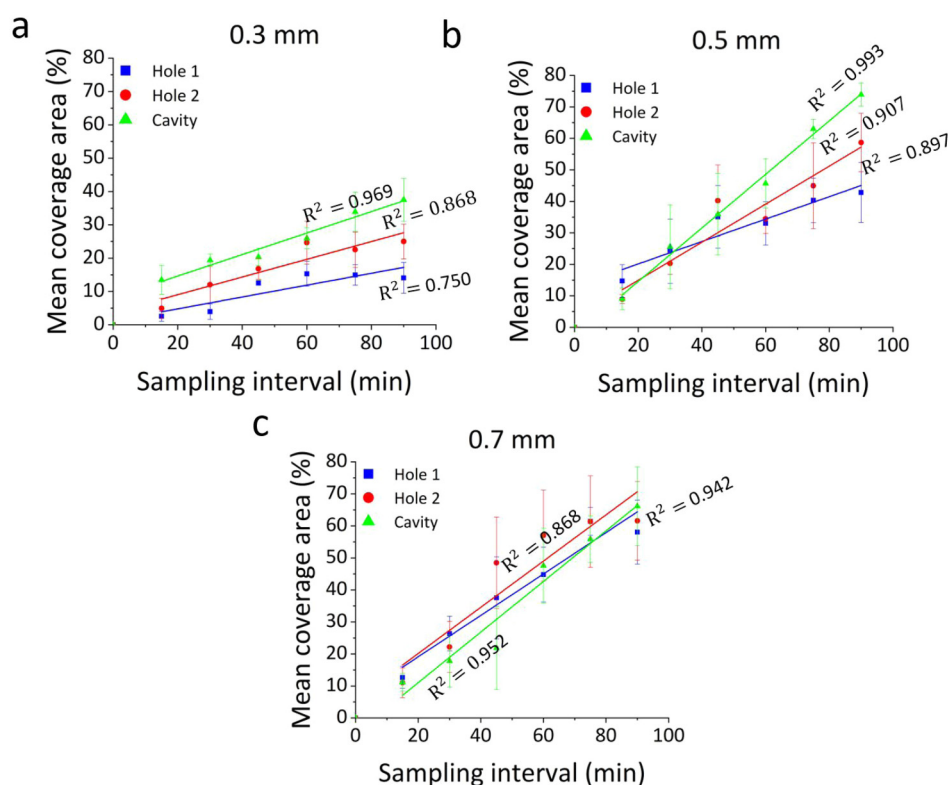 a
0.3 mm
Mean coverage area (%)
80
70
60
50
40
30
20
10
0
Hole 1
Hole 2
Cavity
R² = 0.969
R² = 0.868
R² = 0.750
0 20 40 60 80 100
Sampling interval (min)
b
0.5 mm
Mean coverage area (%)
80
70
60
50
40
30
20
10
0
Hole 1
Hole 2
Cavity
R² = 0.993
R² = 0.907
R² = 0.897
0 20 40 60 80 100
Sampling interval (min)
c
0.7 mm
Mean coverage area (%)
80
70
60
50
40
30
20
10
0
Hole 1
Hole 2
Cavity
R² = 0.868
R² = 0.942
R² = 0.952
0 20 40 60 80 100
Sampling interval (min)